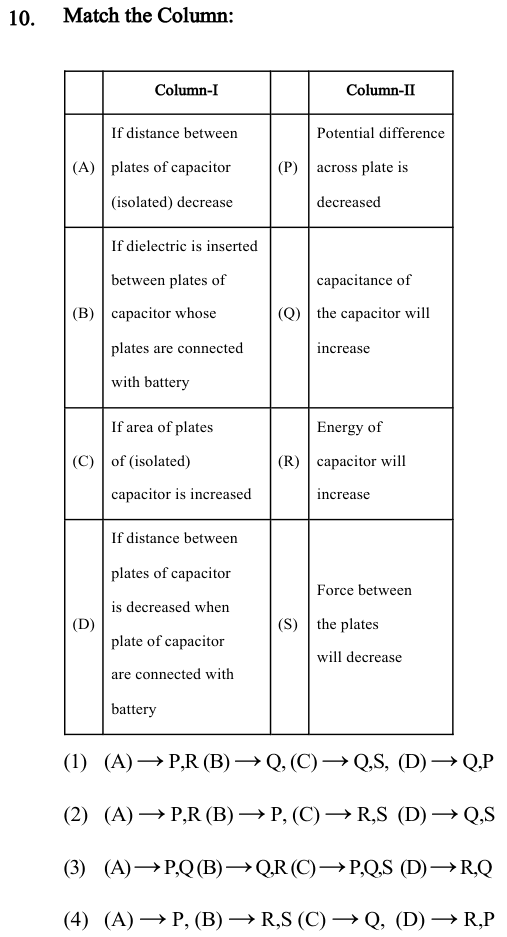 10. Match the Column:
Column-I Column-II
(A) If distance between plates of capacitor (isolated) decrease (P) Potential difference across plate is decreased
(B) If dielectric is inserted between plates of capacitor whose plates are connected with battery (Q) capacitance of the capacitor will increase
(C) If area of plates of (isolated) capacitor is increased (R) Energy of capacitor will increase
(D) If distance between plates of capacitor is decreased when plate of capacitor are connected with battery (S) Force between the plates will decrease
(1) (A) → P,R (B) → Q, (C) → Q,S, (D) → Q,P
(2) (A) → P,R (B) → P, (C) → R,S (D) → Q,S
(3) (A) → P,Q (B) → Q,R (C) → P,Q,S (D) → R,Q
(4) (A) → P, (B) → R,S (C) → Q, (D) → R,P